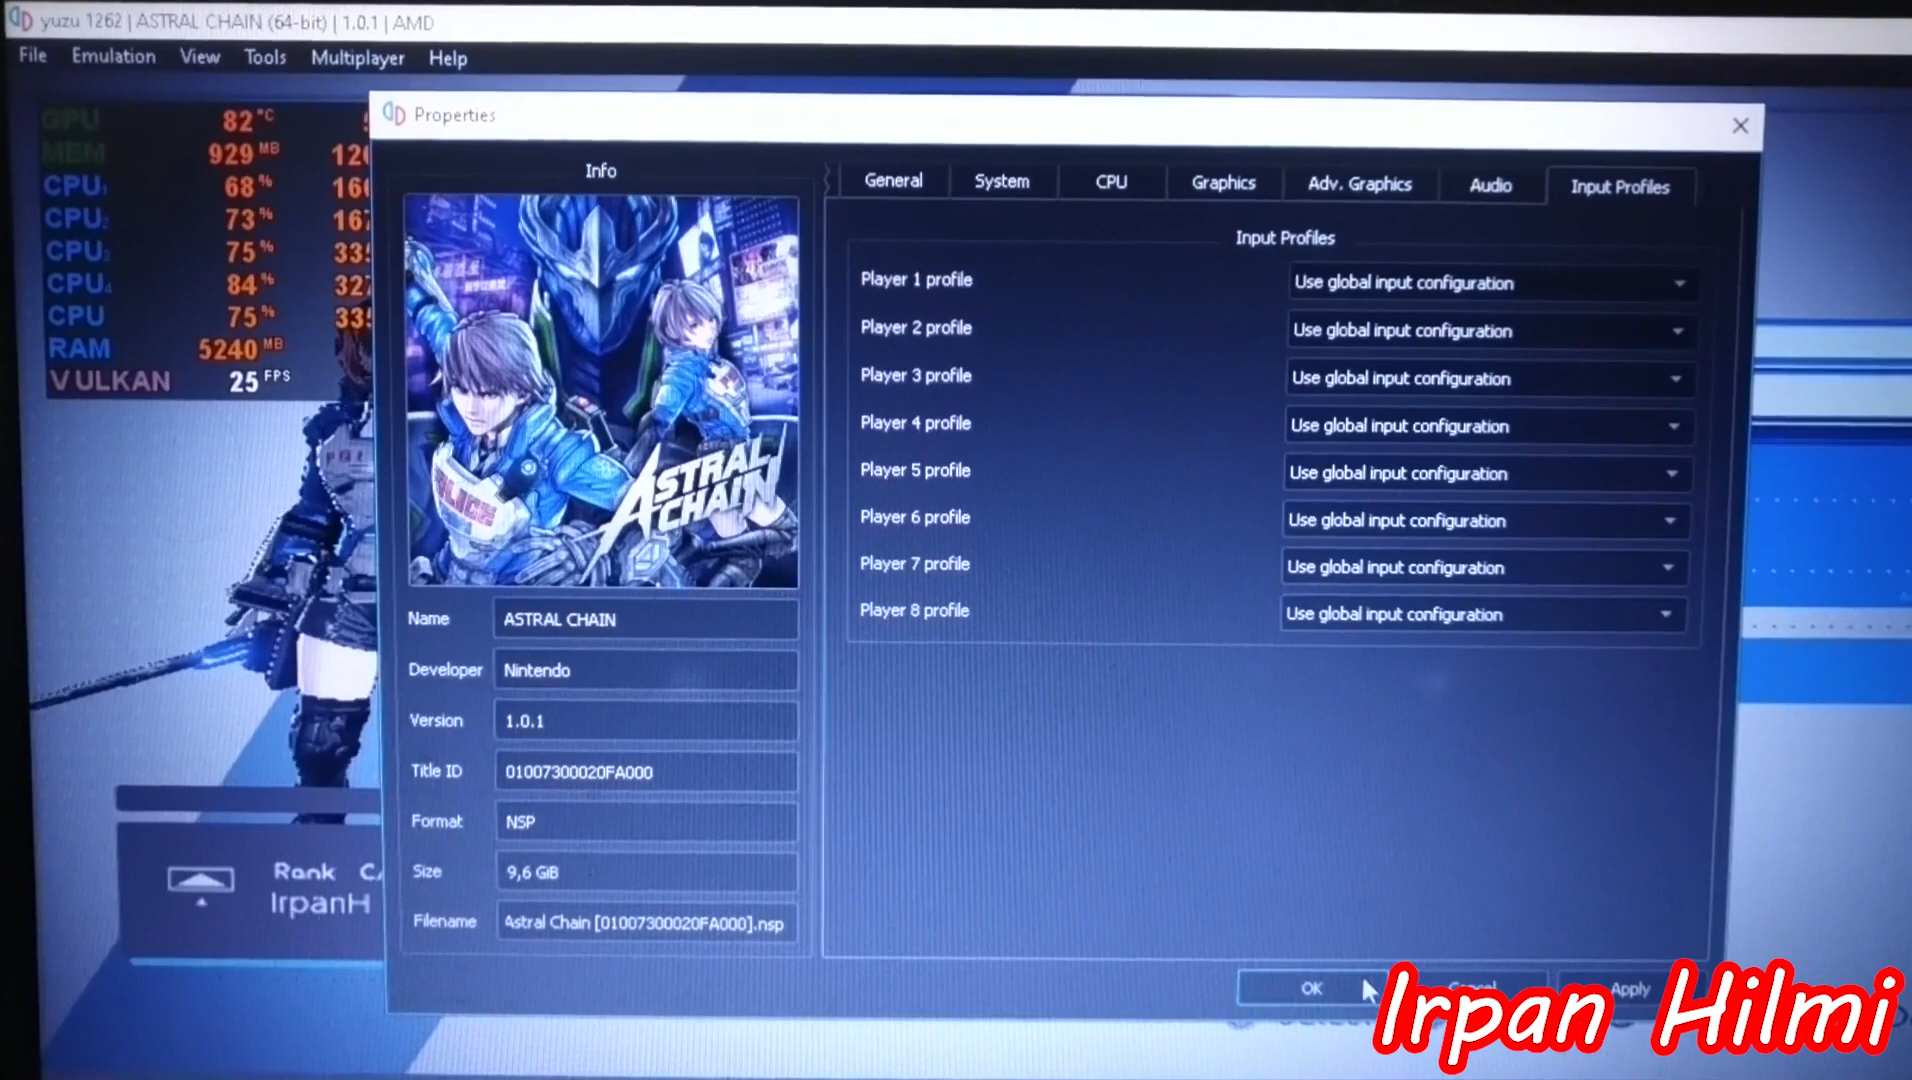 yuzu 1262 | ASTRAL CHAIN (64-bit) | 1.0.1 | AMD
File Emulation View Tools Multiplayer Help
GPU 82 °C
MEM 929 MB
CPU1 68 %
CPU2 73 %
CPU3 75 %
CPU4 84 %
CPU 75 %
RAM 5240 MB
VULKAN 25 FPS
Properties
Info
ASTRAL
CHAIN
Name ASTRAL CHAIN
Developer Nintendo
Version 1.0.1
Title ID 01007300020FA000
Format NSP
Size 9,6 GiB
Filename Astral Chain [01007300020FA000].nsp
General System CPU Graphics Adv. Graphics Audio Input Profiles
Input Profiles
Player 1 profile Use global input configuration
Player 2 profile Use global input configuration
Player 3 profile Use global input configuration
Player 4 profile Use global input configuration
Player 5 profile Use global input configuration
Player 6 profile Use global input configuration
Player 7 profile Use global input configuration
Player 8 profile Use global input configuration
OK Cancel Apply
Rank
IrpanH
Irpan Hilmi